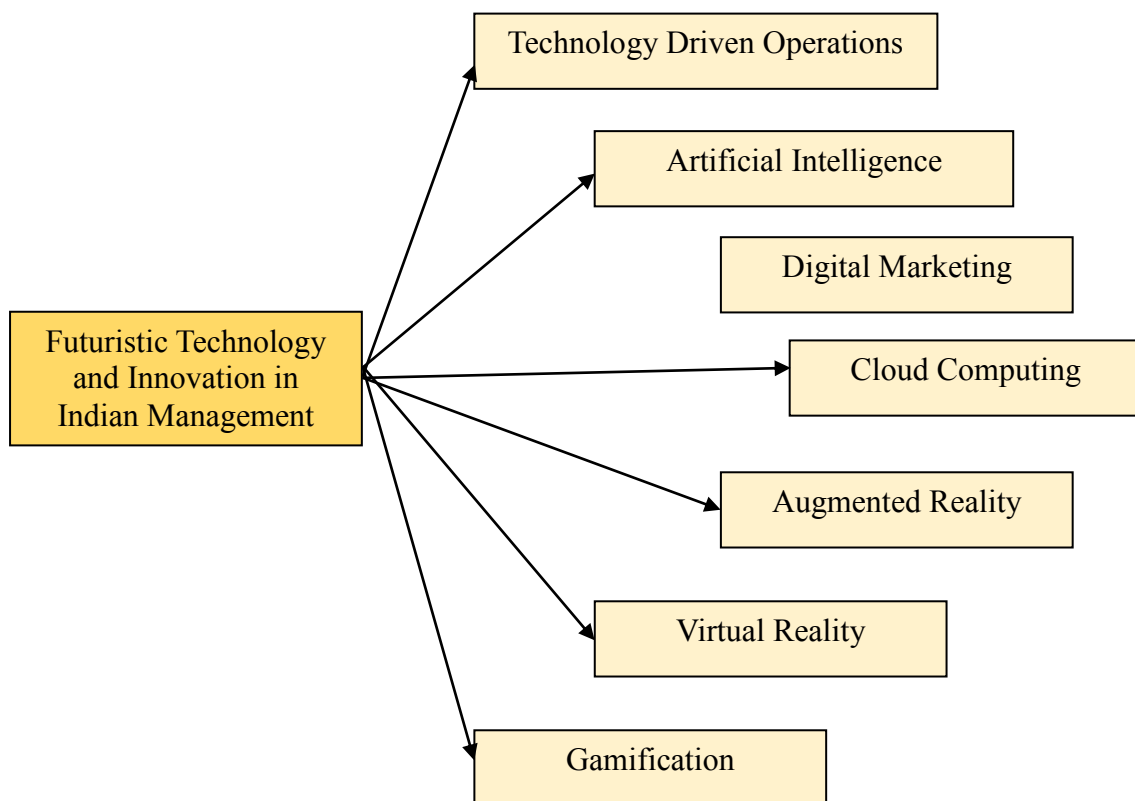 Technology Driven Operations
Artificial Intelligence
Digital Marketing
Futuristic Technology
and Innovation in
Indian Management
Cloud Computing
Augmented Reality
Virtual Reality
Gamification